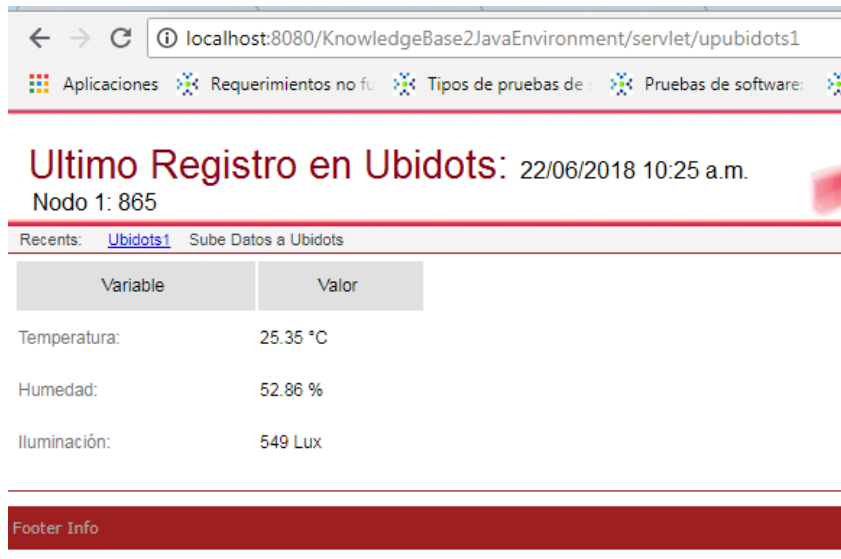 localhost:8080/KnowledgeBase2JavaEnvironment/servlet/upubidots1
Aplicaciones Requerimientos no fu Tipos de pruebas de s Pruebas de software:
Ultimo Registro en Ubidots: 22/06/2018 10:25 a.m.
Nodo 1: 865
Recents: Ubidots1 Sube Datos a Ubidots
Variable Valor
Temperatura: 25.35 °C
Humedad: 52.86 %
Iluminación: 549 Lux
Footer Info